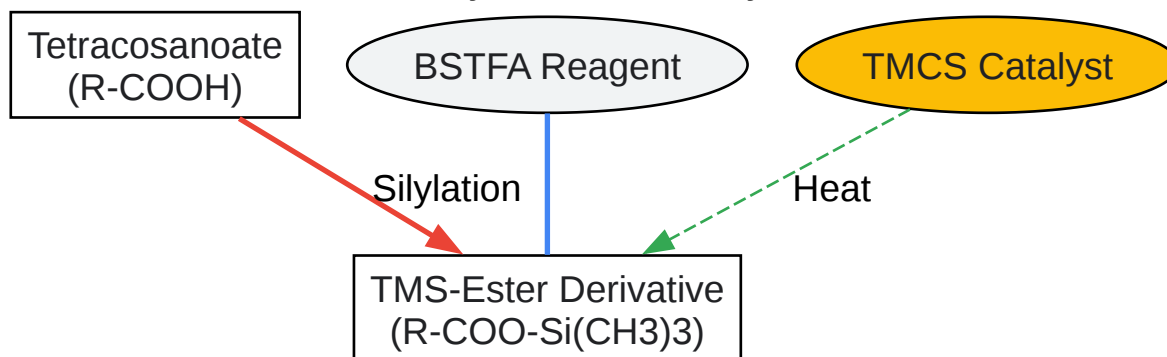 Tetracosanoate
(R-COOH)
BSTFA Reagent
TMCS Catalyst
Silylation
Heat
TMS-Ester Derivative
(R-COO-Si(CH3)3)